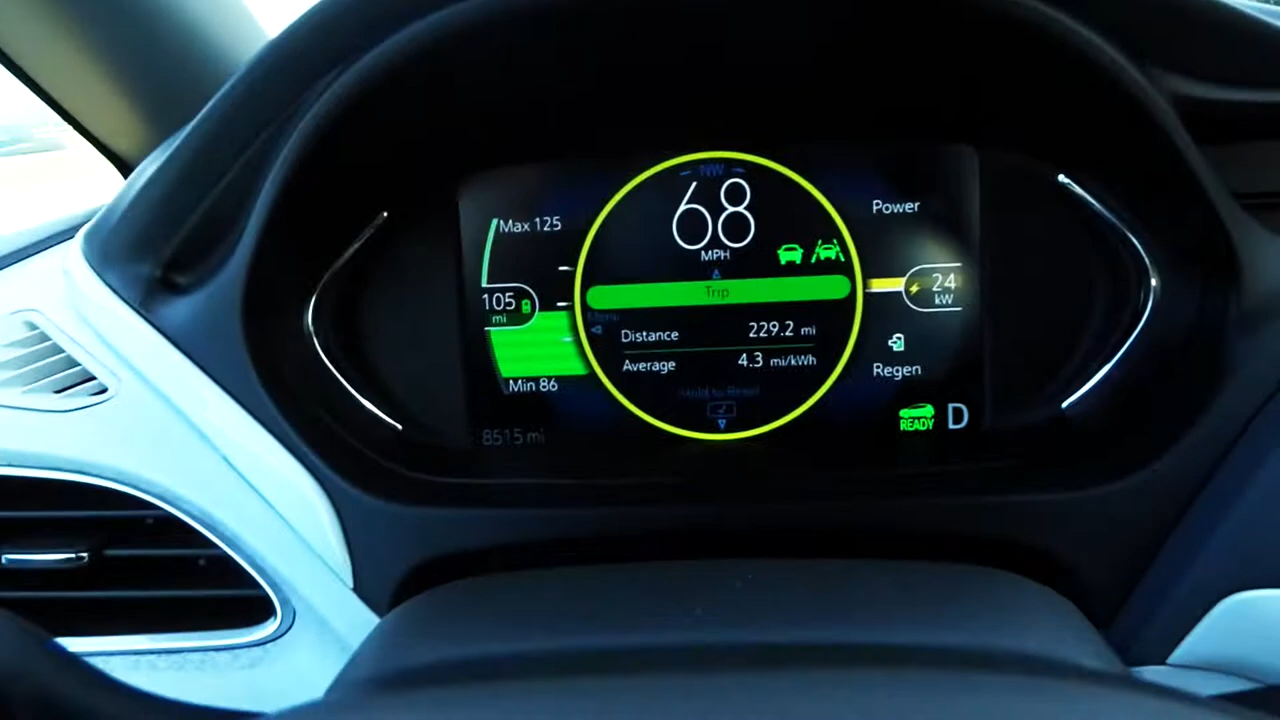 NW
68
MPH
Max 125
105
mi
Min 86
8515 mi
Trip
Menu
Distance 229.2 mi
Average 4.3 mi/kWh
Hold to Reset
Power
24
kW
Regen
READY D